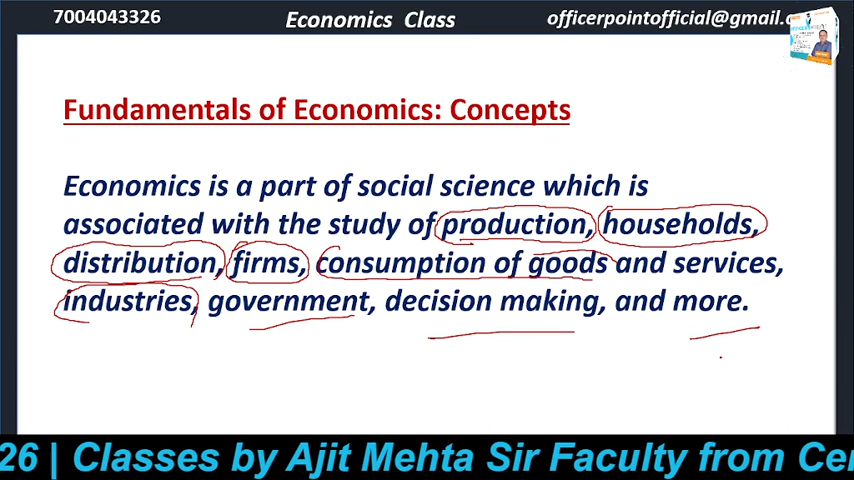 7004043326
Economics Class
officerpointofficial@gmail.c
Fundamentals of Economics: Concepts
Economics is a part of social science which is
associated with the study of production, households,
distribution, firms, consumption of goods and services,
industries, government, decision making, and more.
26 | Classes by Ajit Mehta Sir Faculty from Cer